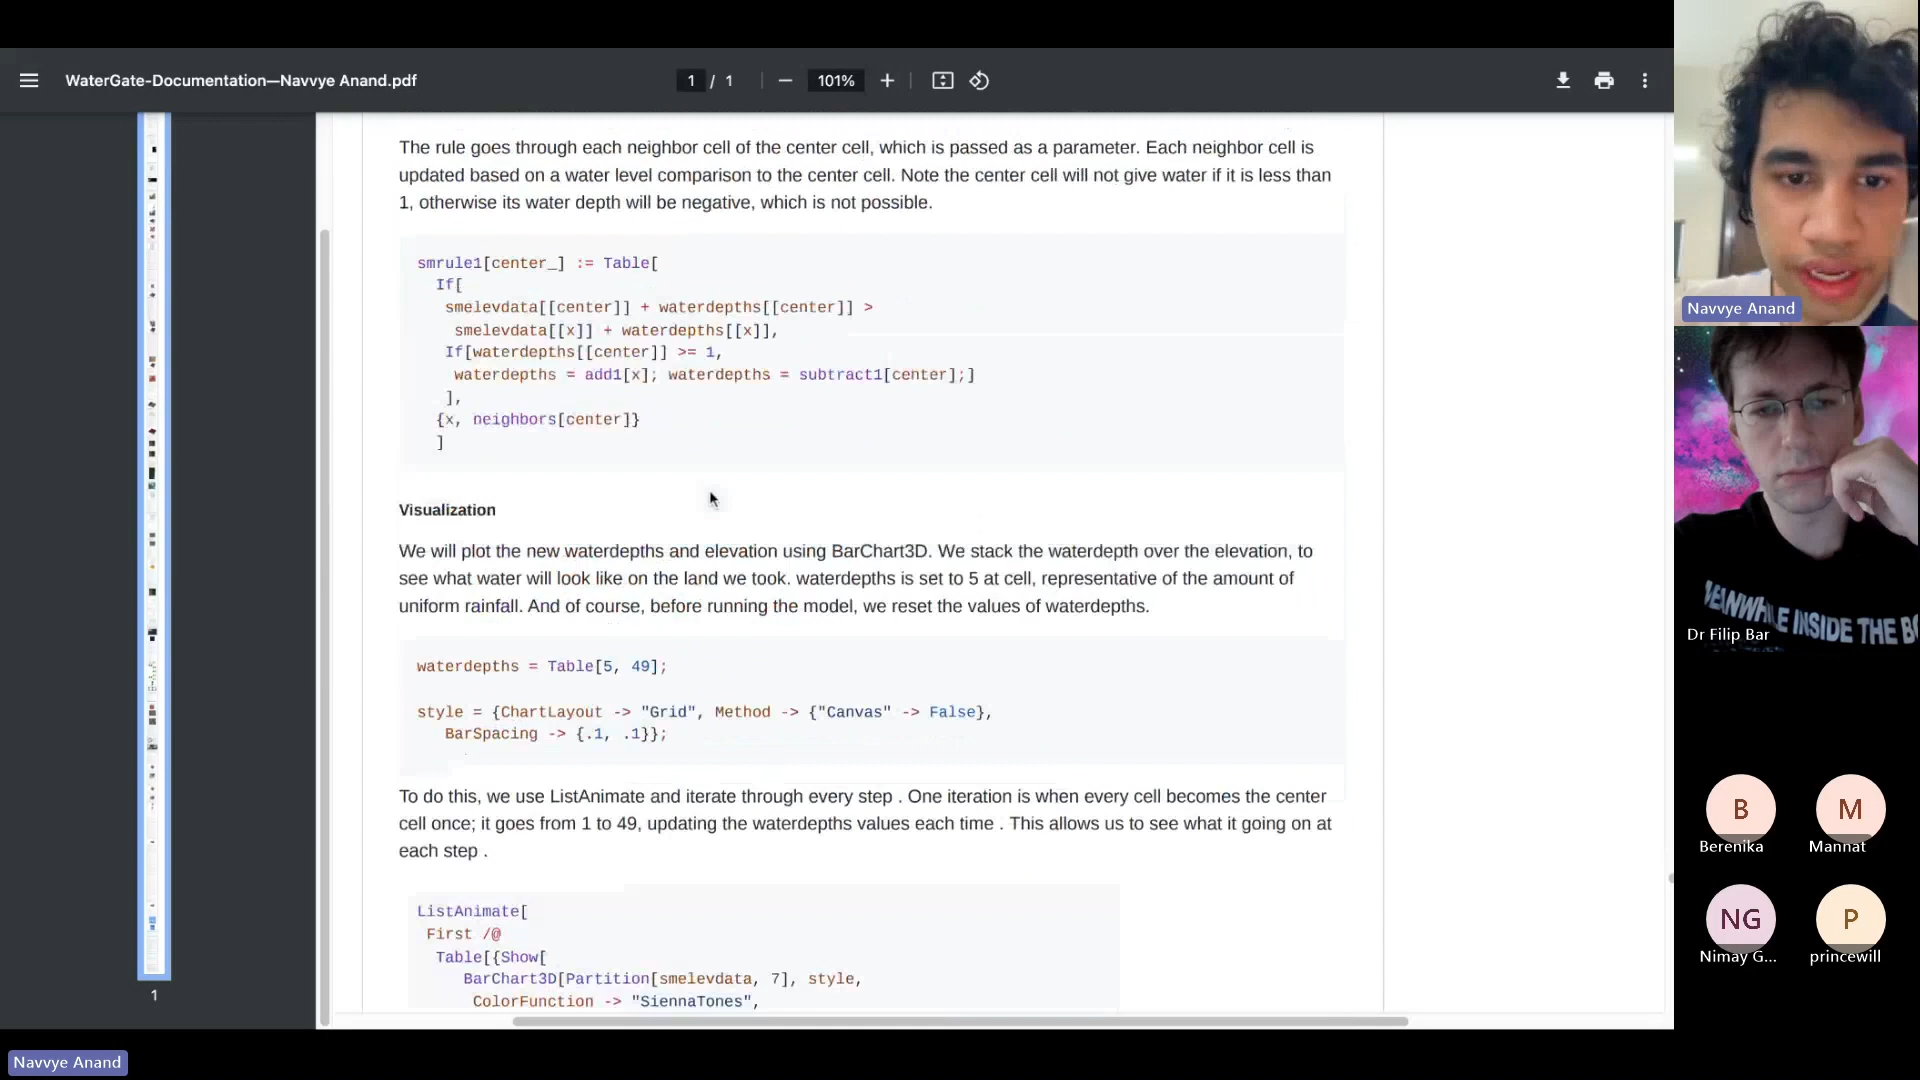 WaterGate-Documentation—Navvye Anand.pdf
1 / 1
101%
The rule goes through each neighbor cell of the center cell, which is passed as a parameter. Each neighbor cell is
updated based on a water level comparison to the center cell. Note the center cell will not give water if it is less than
1, otherwise its water depth will be negative, which is not possible.
smrule1[center_] := Table[
If[
smelevdata[[center]] + waterdepths[[center]] >
smelevdata[[x]] + waterdepths[[x]],
If[waterdepths[[center]] >= 1,
waterdepths = add1[x]; waterdepths = subtract1[center];]
],
{x, neighbors[center]}
]
Visualization
We will plot the new waterdepths and elevation using BarChart3D. We stack the waterdepth over the elevation, to
see what water will look like on the land we took. waterdepths is set to 5 at cell, representative of the amount of
uniform rainfall. And of course, before running the model, we reset the values of waterdepths.
waterdepths = Table[5, 49];
style = {ChartLayout -> "Grid", Method -> {"Canvas" -> False},
BarSpacing -> {.1, .1}};
To do this, we use ListAnimate and iterate through every step . One iteration is when every cell becomes the center
cell once; it goes from 1 to 49, updating the waterdepths values each time . This allows us to see what it going on at
each step .
ListAnimate[
First /@
Table[{Show[
BarChart3D[Partition[smelevdata, 7], style,
ColorFunction -> "SiennaTones",
1
Navvye Anand
MEANWHILE INSIDE THE
Dr Filip Bar
B
Berenika
M
Mannat
NG
Nimay G...
P
princewill
Navvye Anand